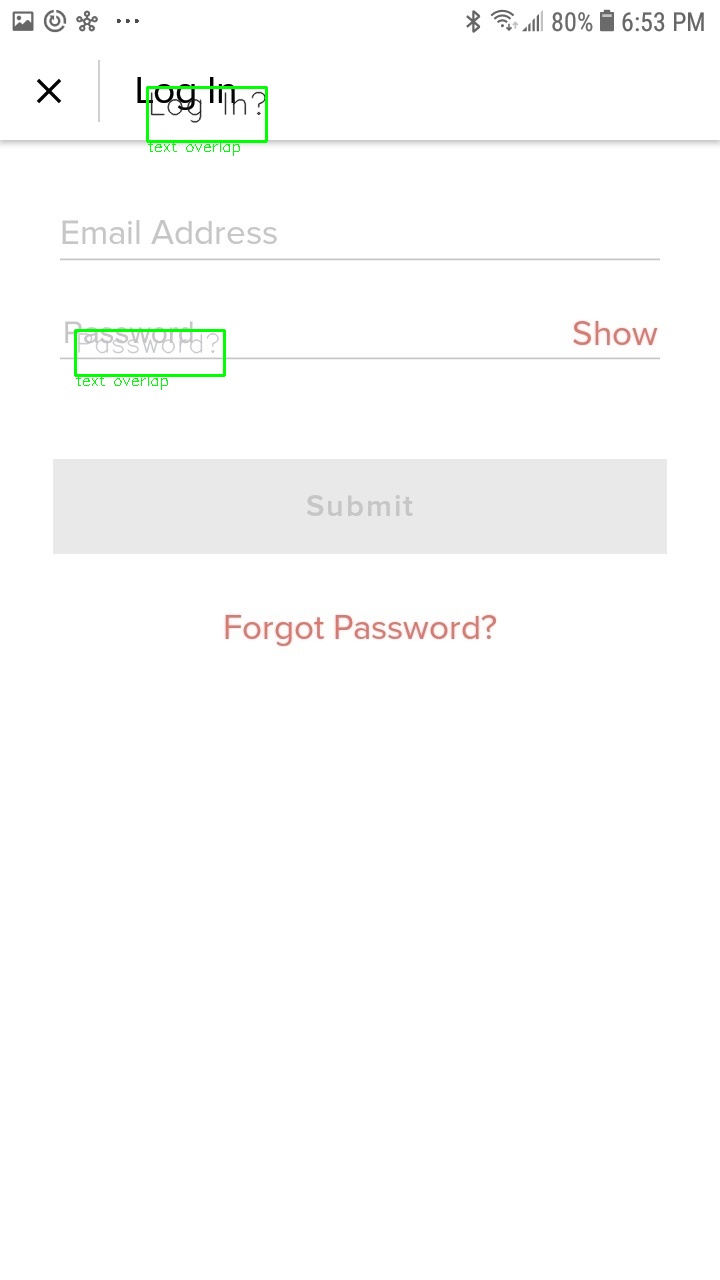 80% 6:53 PM
Log In
Log In?
text overlap
Email Address
Password
Password?
Show
text overlap
Submit
Forgot Password?